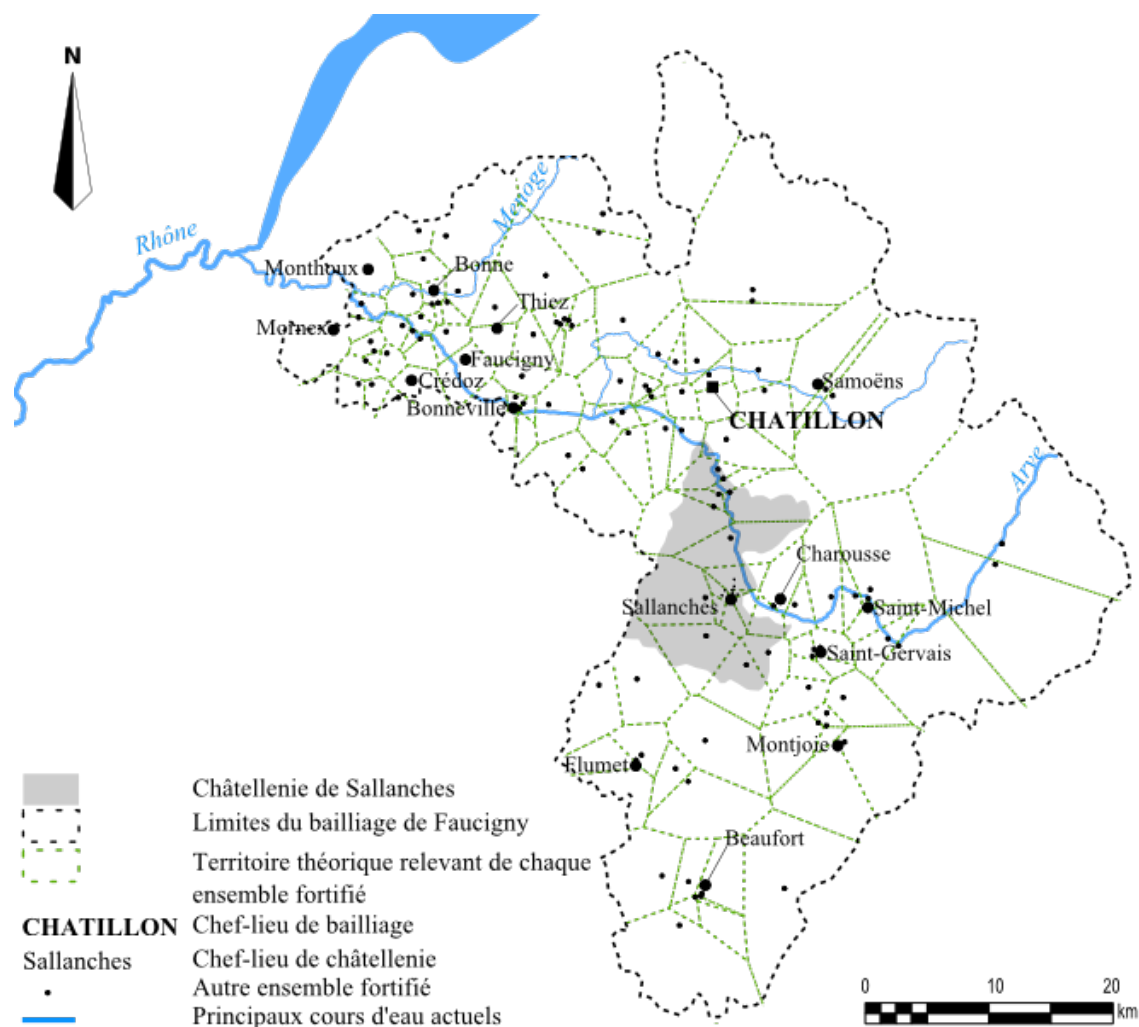 N
Rhône
Menoge
Monthoux
Bonne
Thiez
Mornex
Faucigny
Crédoz
Bonneville
Samoëns
CHATILLON
Arve
Charousse
Sallanches
Saint-Michel
Saint-Gervais
Montjoie
Flumet
Beaufort
Châtellenie de Sallanches
Limites du bailliage de Faucigny
Territoire théorique relevant de chaque
ensemble fortifié
CHATILLON Chef-lieu de bailliage
Sallanches Chef-lieu de châtellenie
Autre ensemble fortifié
Principaux cours d'eau actuels
0 10 20
km